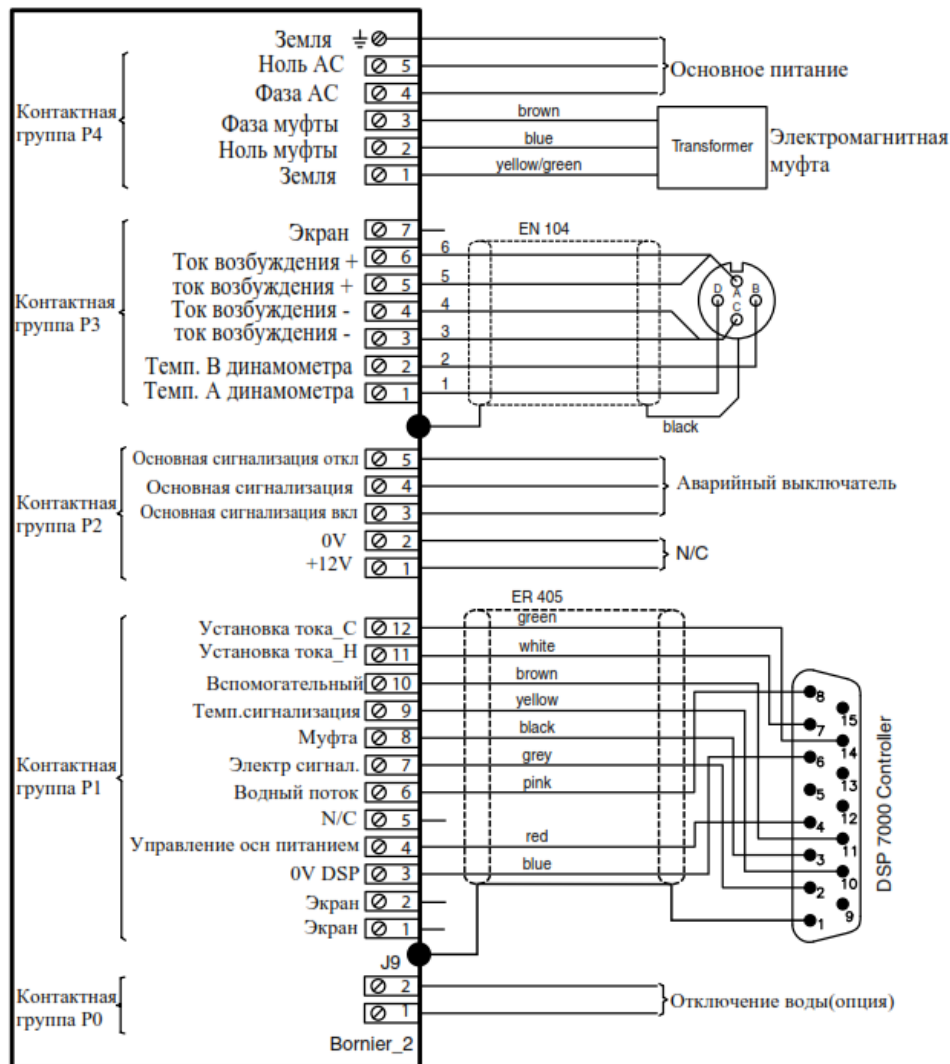 Земля
Ноль AC 5
Фаза AC 4
Основное питание
Контактная
группа P4
Фаза муфты 3 brown
Ноль муфты 2 blue
Земля 1 yellow/green
Transformer
Электромагнитная
муфта
Экран 7
EN 104
Ток возбуждения + 6 6
ток возбуждения + 5 5
Ток возбуждения - 4 4
ток возбуждения - 3 3
Темп. B динамометра 2 2
Темп. A динамометра 1 1
Контактная
группа P3
D A B
C
black
Основная сигнализация откл 5
Основная сигнализация 4
Основная сигнализация вкл 3
Аварийный выключатель
Контактная
группа P2
0V 2
+12V 1
N/C
ER 405
Установка тока_C 12 green
Установка тока_H 11 white
Вспомогательный 10 brown
Темп.сигнализация 9 yellow
Муфта 8 black
Электр сигнал. 7 grey
Водный поток 6 pink
N/C 5
Управление осн питанием 4 red
0V DSP 3 blue
Экран 2
Экран 1
Контактная
группа P1
8
15
7
14
6
13
5
12
4
11
3
10
2
9
1
DSP 7000 Controller
J9
2
1
Контактная
группа P0
Отключение воды(опция)
Bornier_2